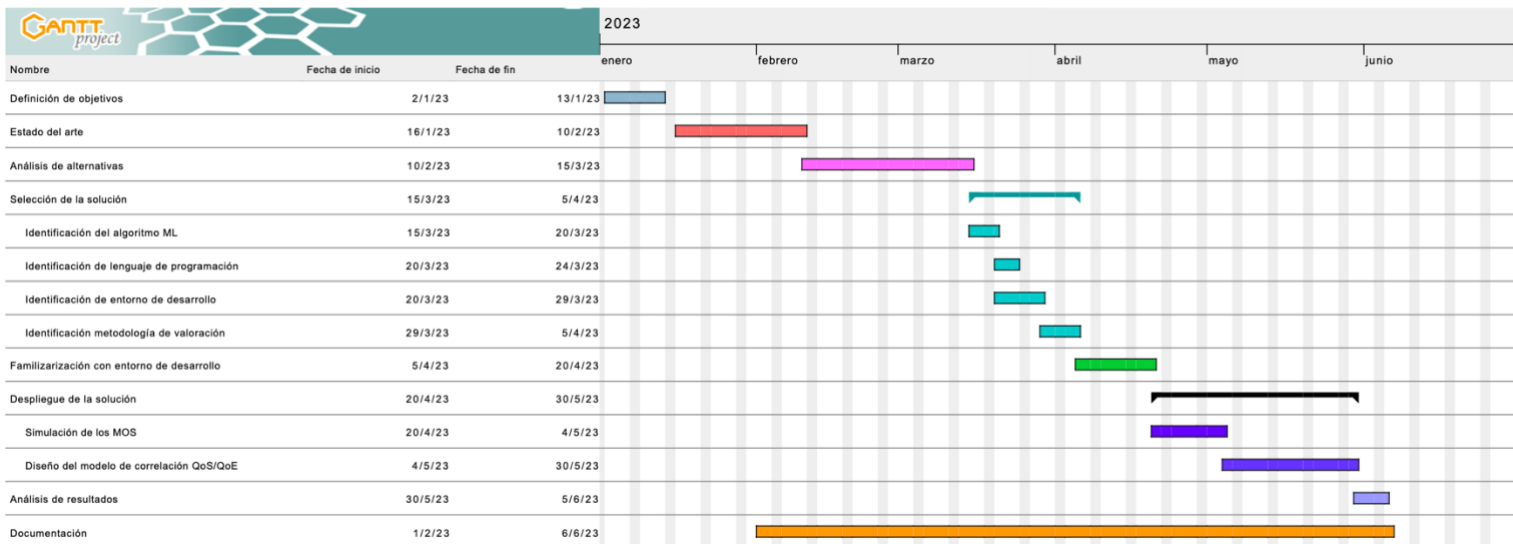 GANTT
project
2023
enero febrero marzo abril mayo junio
Nombre Fecha de inicio Fecha de fin
Definición de objetivos 2/1/23 13/1/23
Estado del arte 16/1/23 10/2/23
Análisis de alternativas 10/2/23 15/3/23
Selección de la solución 15/3/23 5/4/23
Identificación del algoritmo ML 15/3/23 20/3/23
Identificación de lenguaje de programación 20/3/23 24/3/23
Identificación de entorno de desarrollo 20/3/23 29/3/23
Identificación metodología de valoración 29/3/23 5/4/23
Familizarización con entorno de desarrollo 5/4/23 20/4/23
Despliegue de la solución 20/4/23 30/5/23
Simulación de los MOS 20/4/23 4/5/23
Diseño del modelo de correlación QoS/QoE 4/5/23 30/5/23
Análisis de resultados 30/5/23 5/6/23
Documentación 1/2/23 6/6/23